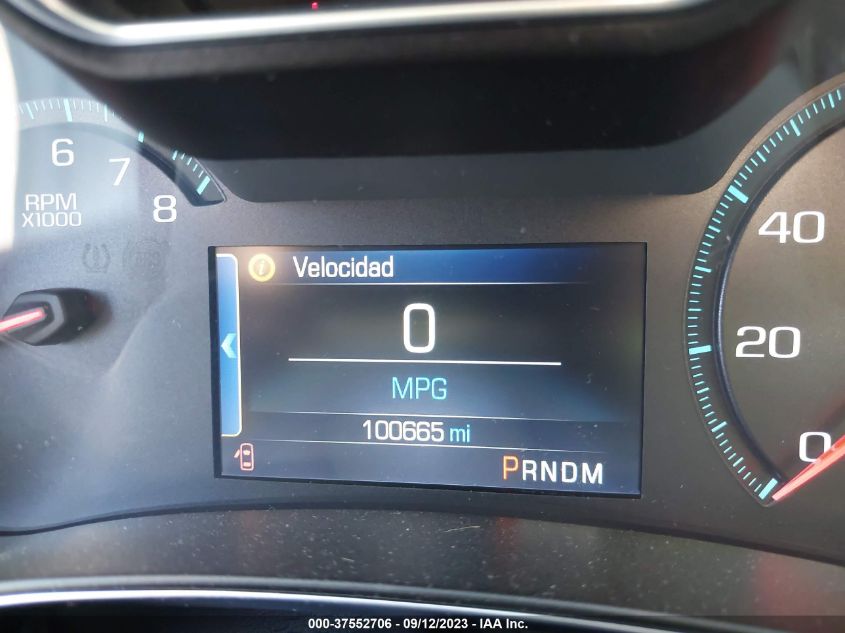 6
7
8
RPM
X1000
Velocidad
0
MPG
100665 mi
PRNDM
40
20
0
000-37552706 - 09/12/2023 - IAA Inc.